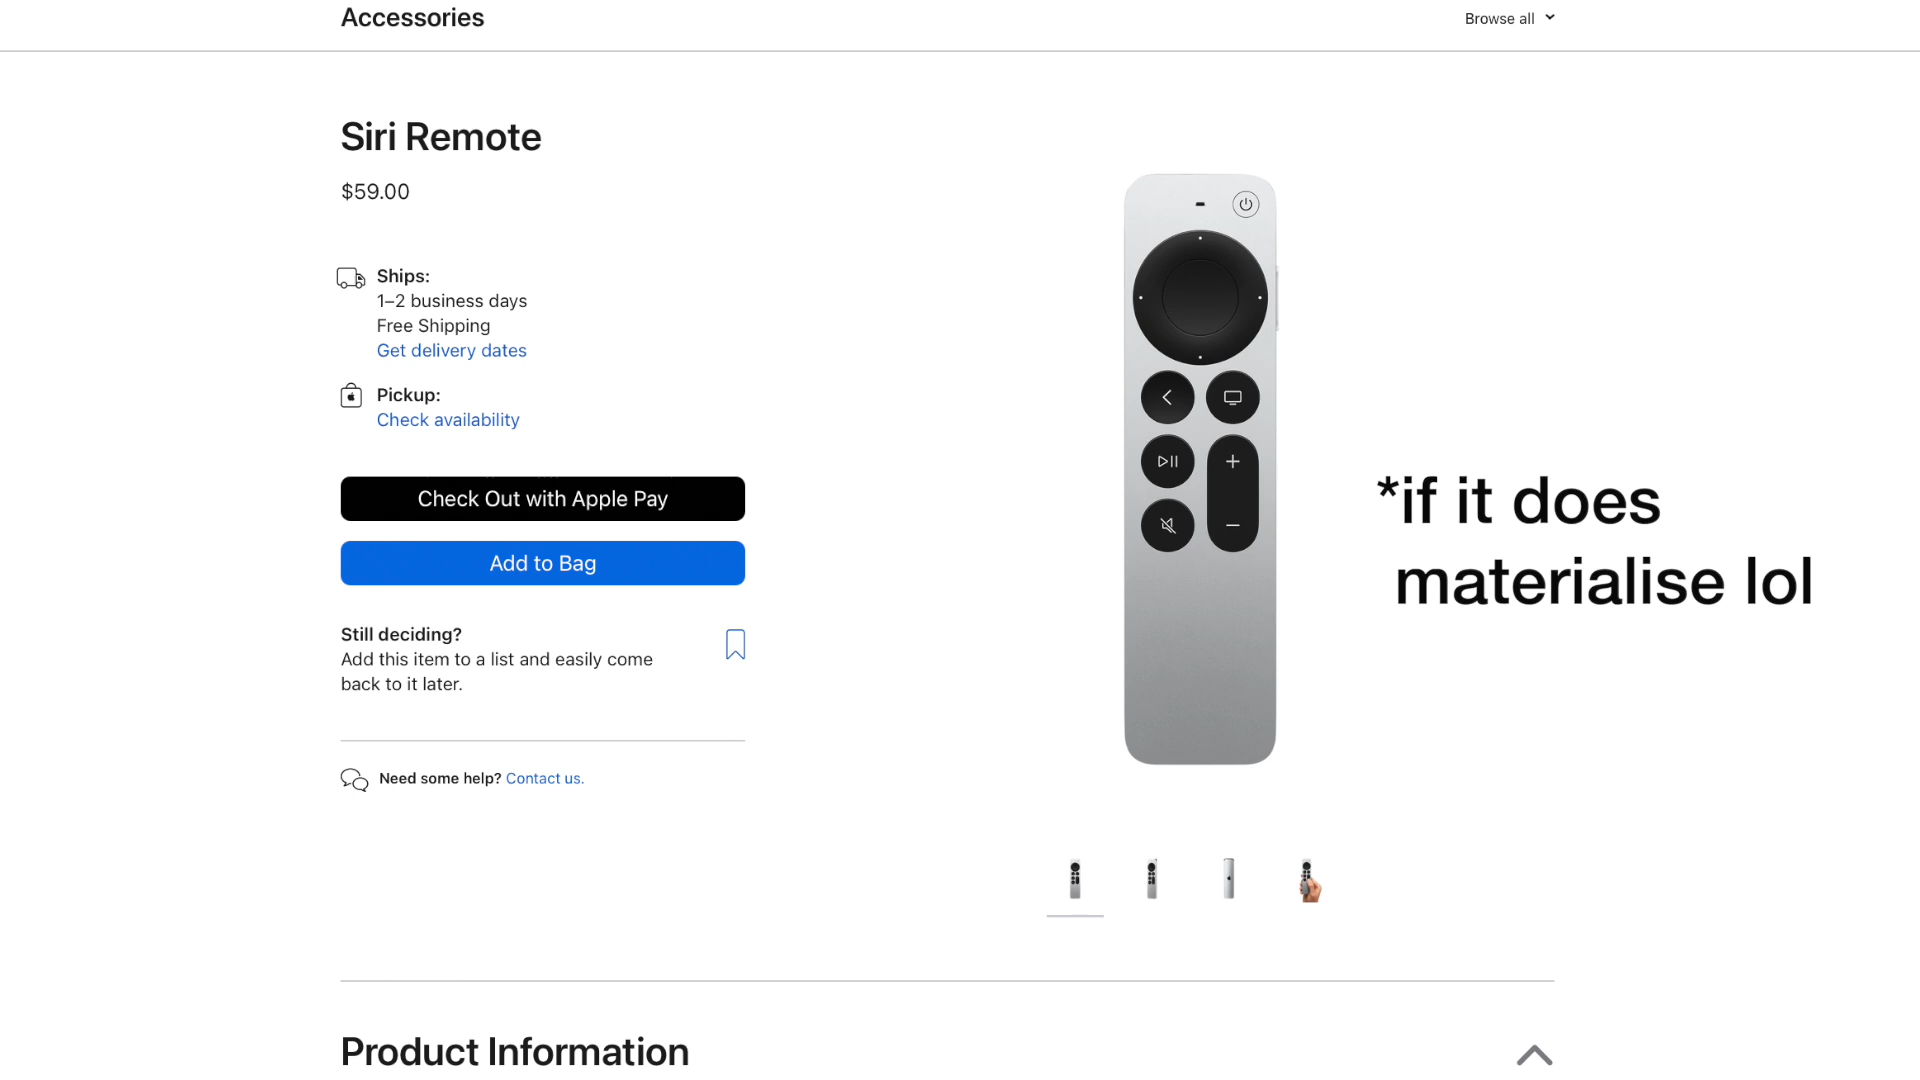 Accessories
Browse all
Siri Remote
$59.00
Ships:
1–2 business days
Free Shipping
Get delivery dates
Pickup:
Check availability
Check Out with Apple Pay
Add to Bag
Still deciding?
Add this item to a list and easily come
back to it later.
Need some help? Contact us.
*if it does
materialise lol
Product Information